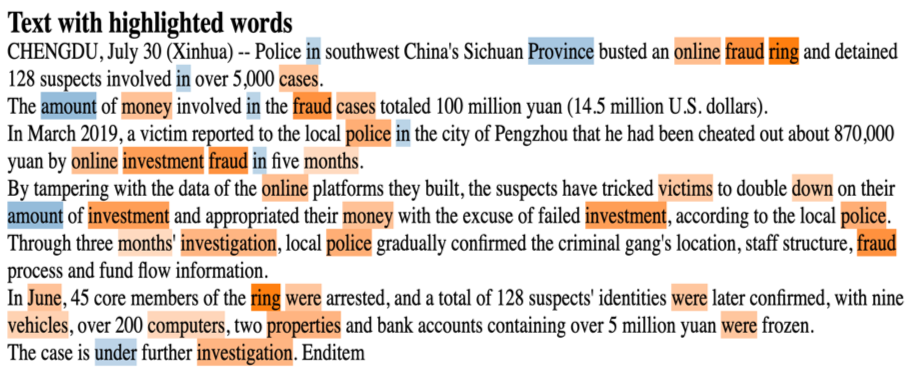 Text with highlighted words
CHENGDU, July 30 (Xinhua) -- Police in southwest China's Sichuan Province busted an online fraud ring and detained
128 suspects involved in over 5,000 cases.
The amount of money involved in the fraud cases totaled 100 million yuan (14.5 million U.S. dollars).
In March 2019, a victim reported to the local police in the city of Pengzhou that he had been cheated out about 870,000
yuan by online investment fraud in five months.
By tampering with the data of the online platforms they built, the suspects have tricked victims to double down on their
amount of investment and appropriated their money with the excuse of failed investment, according to the local police.
Through three months' investigation, local police gradually confirmed the criminal gang's location, staff structure, fraud
process and fund flow information.
In June, 45 core members of the ring were arrested, and a total of 128 suspects' identities were later confirmed, with nine
vehicles, over 200 computers, two properties and bank accounts containing over 5 million yuan were frozen.
The case is under further investigation. Enditem